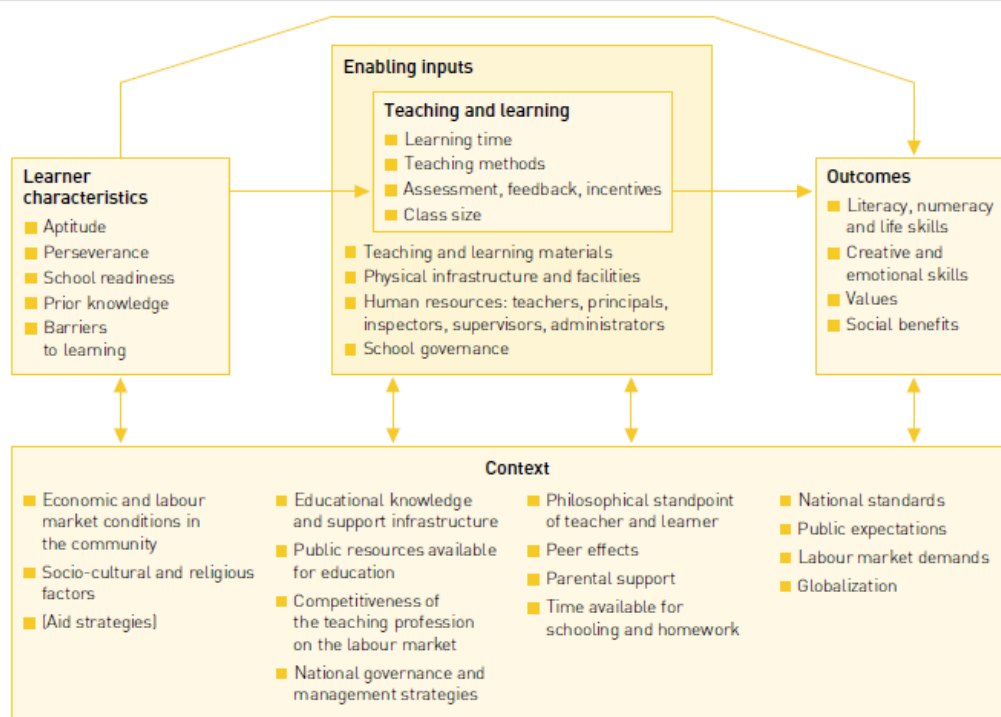 Enabling inputs
Teaching and learning
Learning time
Teaching methods
Assessment, feedback, incentives
Class size
Teaching and learning materials
Physical infrastructure and facilities
Human resources: teachers, principals,
inspectors, supervisors, administrators
School governance
Learner
characteristics
Aptitude
Perseverance
School readiness
Prior knowledge
Barriers
to learning
Outcomes
Literacy, numeracy
and life skills
Creative and
emotional skills
Values
Social benefits
Context
Economic and labour
market conditions in
the community
Socio-cultural and religious
factors
(Aid strategies)
Educational knowledge
and support infrastructure
Public resources available
for education
Competitiveness of
the teaching profession
on the labour market
National governance and
management strategies
Philosophical standpoint
of teacher and learner
Peer effects
Parental support
Time available for
schooling and homework
National standards
Public expectations
Labour market demands
Globalization